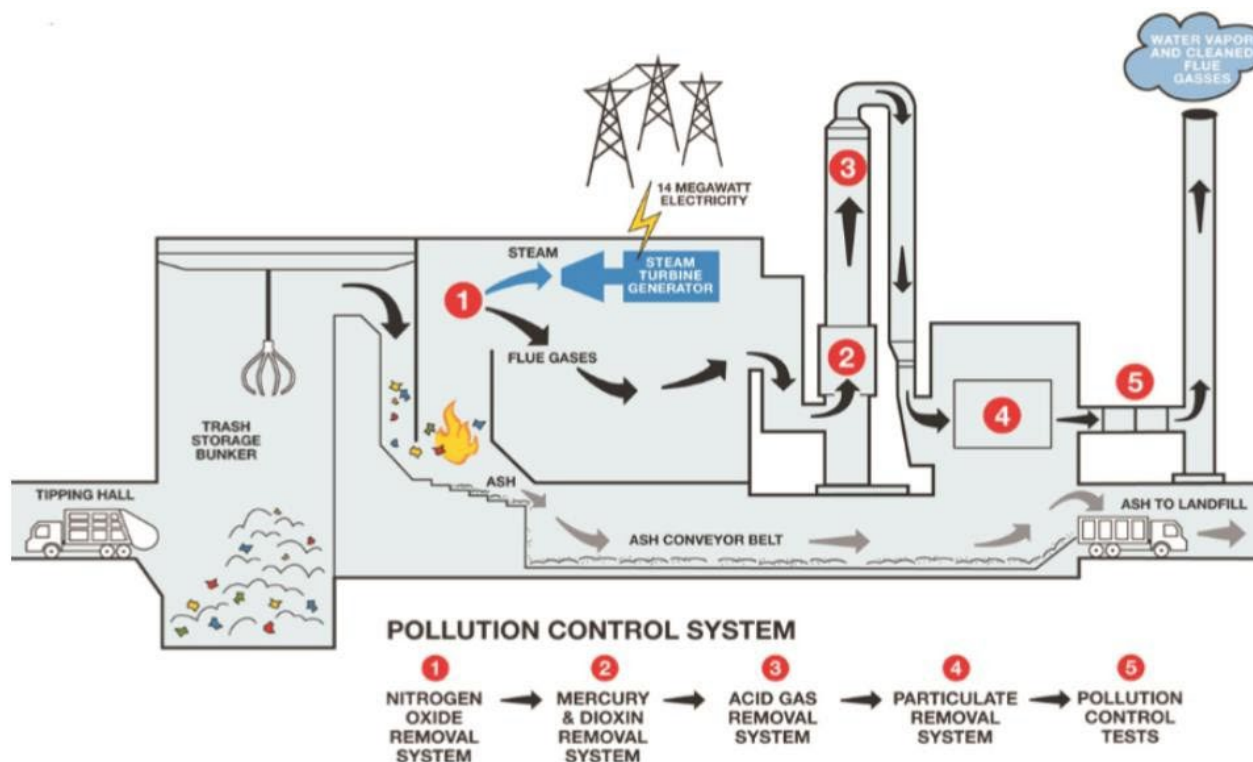 WATER VAPOR
AND CLEANED
FLUE
GASSES
3
14 MEGAWATT
ELECTRICITY
STEAM
STEAM
TURBINE
GENERATOR
1
FLUE GASES
2
5
4
TRASH
STORAGE
BUNKER
ASH
TIPPING HALL
ASH TO LANDFILL
ASH CONVEYOR BELT
POLLUTION CONTROL SYSTEM
1
NITROGEN
OXIDE
REMOVAL
SYSTEM
2
MERCURY
& DIOXIN
REMOVAL
SYSTEM
3
ACID GAS
REMOVAL
SYSTEM
4
PARTICULATE
REMOVAL
SYSTEM
5
POLLUTION
CONTROL
TESTS